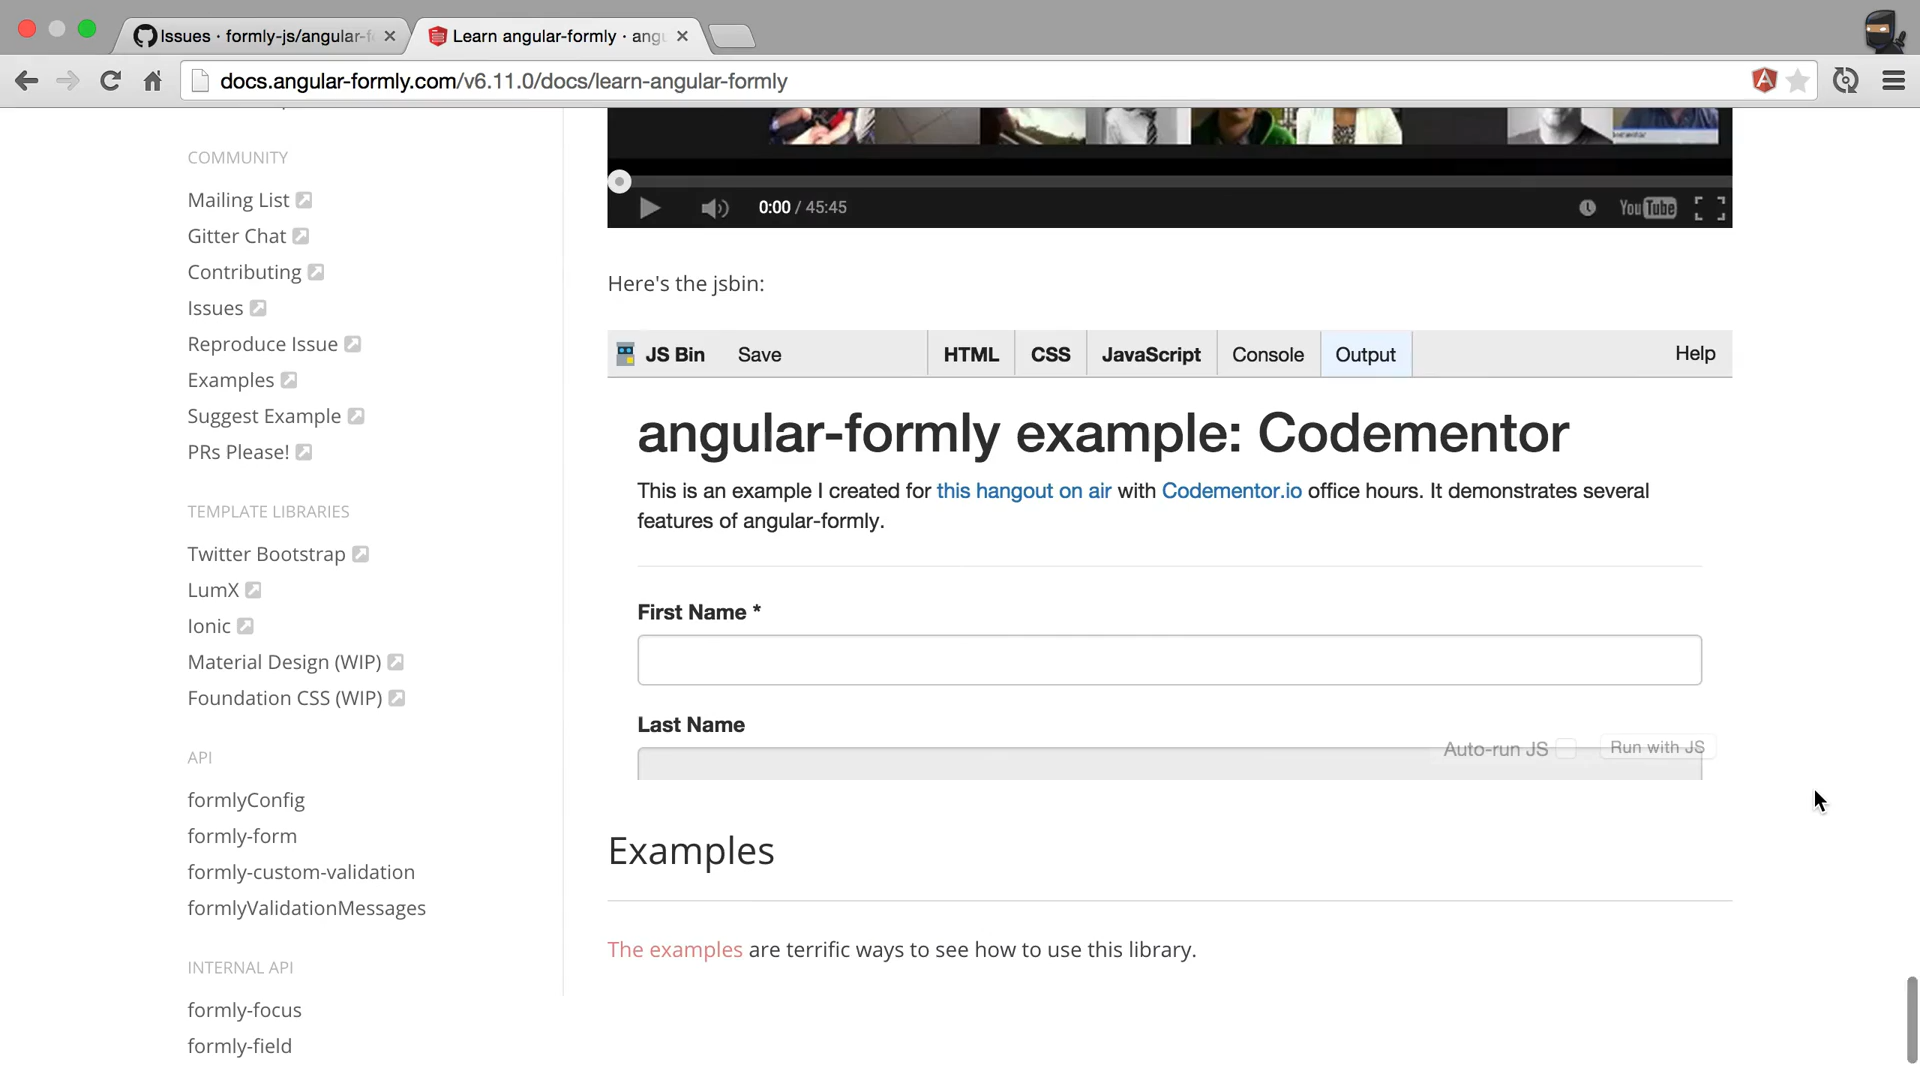 Issues · formly-js/angular-f
Learn angular-formly · ang
docs.angular-formly.com/v6.11.0/docs/learn-angular-formly
COMMUNITY
Mailing List
Gitter Chat
Contributing
Issues
Reproduce Issue
Examples
Suggest Example
PRs Please!
TEMPLATE LIBRARIES
Twitter Bootstrap
LumX
Ionic
Material Design (WIP)
Foundation CSS (WIP)
API
formlyConfig
formly-form
formly-custom-validation
formlyValidationMessages
INTERNAL API
formly-focus
formly-field
0:00 / 45:45
YouTube
Here's the jsbin:
JS Bin Save HTML CSS JavaScript Console Output Help
angular-formly example: Codementor
This is an example I created for this hangout on air with Codementor.io office hours. It demonstrates several
features of angular-formly.
First Name *
Last Name
Auto-run JS Run with JS
Examples
The examples are terrific ways to see how to use this library.